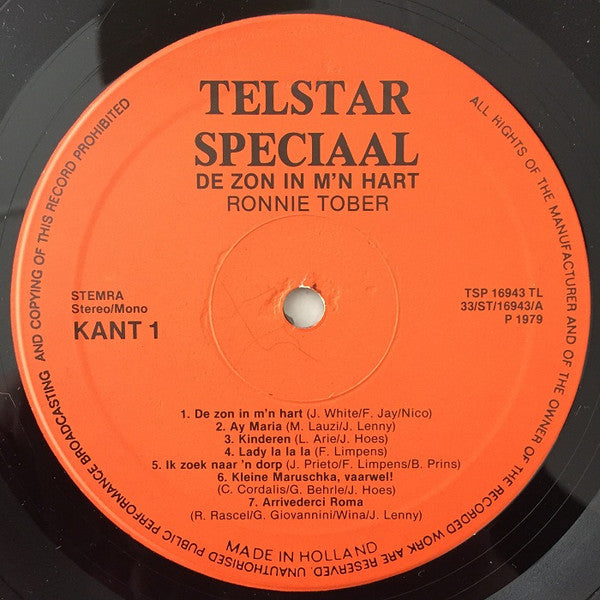 TELSTAR
SPECIAAL
DE ZON IN M'N HART
RONNIE TOBER
STEMRA
Stereo/Mono
KANT 1
TSP 16943 TL
33/ST/16943/A
P 1979
1. De zon in m'n hart (J. White/F. Jay/Nico)
2. Ay Maria (M. Lauzi/J. Lenny)
3. Kinderen (L. Arie/J. Hoes)
4. Lady la la la (F. Limpens)
5. Ik zoek naar 'n dorp (J. Prieto/F. Limpens/B. Prins)
6. Kleine Maruschka, vaarwel!
(C. Cordalis/G. Behrle/J. Hoes)
7. Arrivederci Roma
(R. Rascel/G. Giovannini/Wina/J. Lenny)
MADE IN HOLLAND
ALL RIGHTS OF THE MANUFACTURER AND OF THE OWNER OF THE RECORDED WORK ARE RESERVED. UNAUTHORISED PUBLIC PERFORMANCE BROADCASTING AND COPYING OF THIS RECORD PROHIBITED